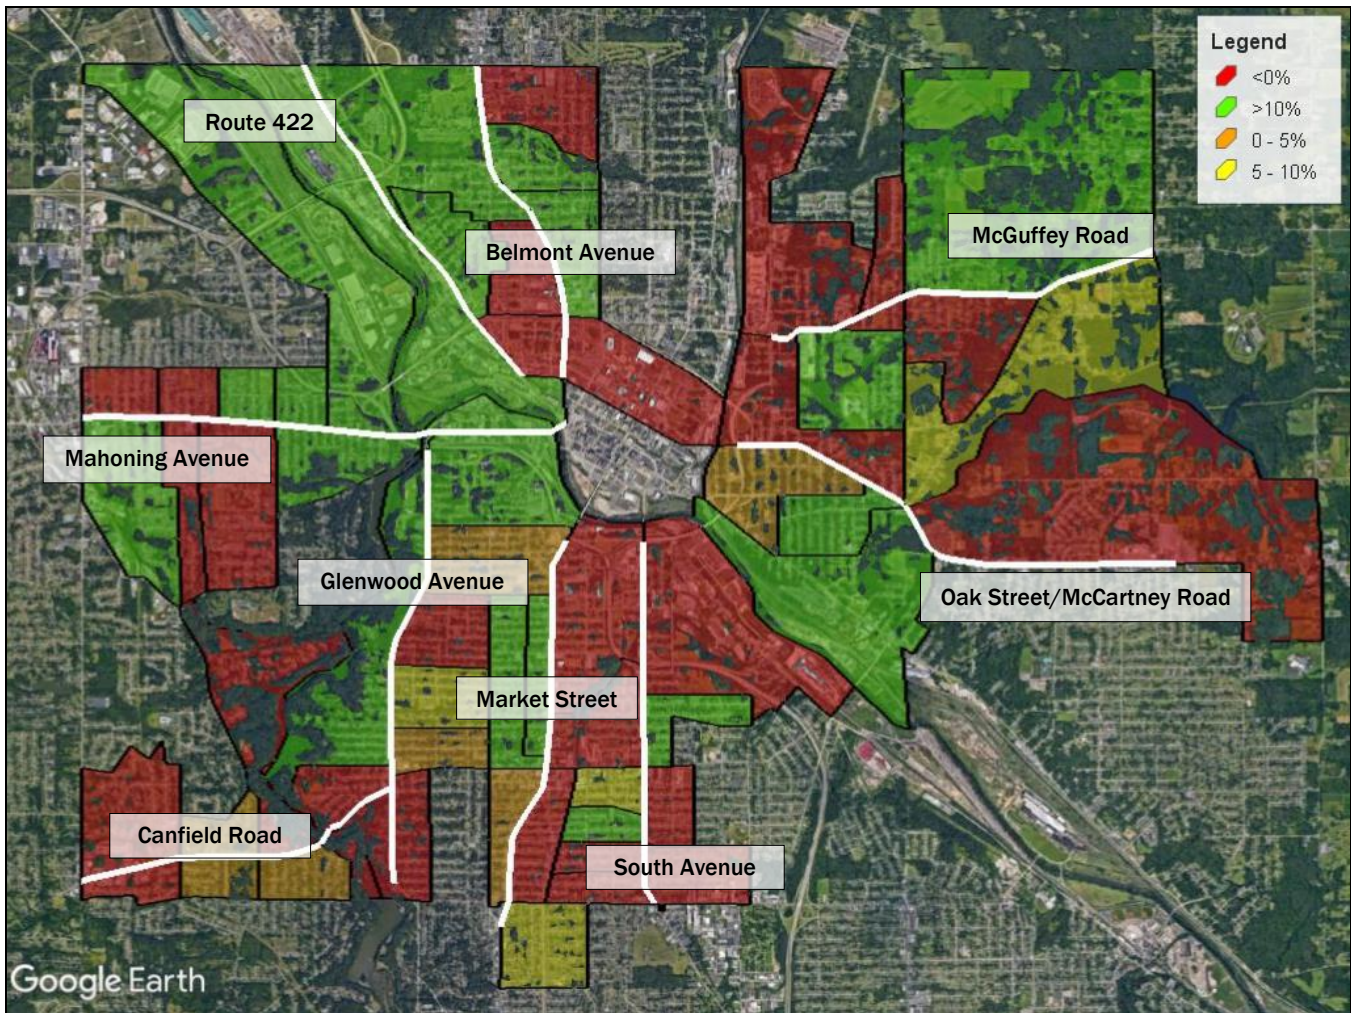 Legend
<0%
>10%
0 - 5%
5 - 10%
Route 422
McGuffey Road
Belmont Avenue
Mahoning Avenue
Glenwood Avenue
Oak Street/McCartney Road
Market Street
Canfield Road
South Avenue
Google Earth